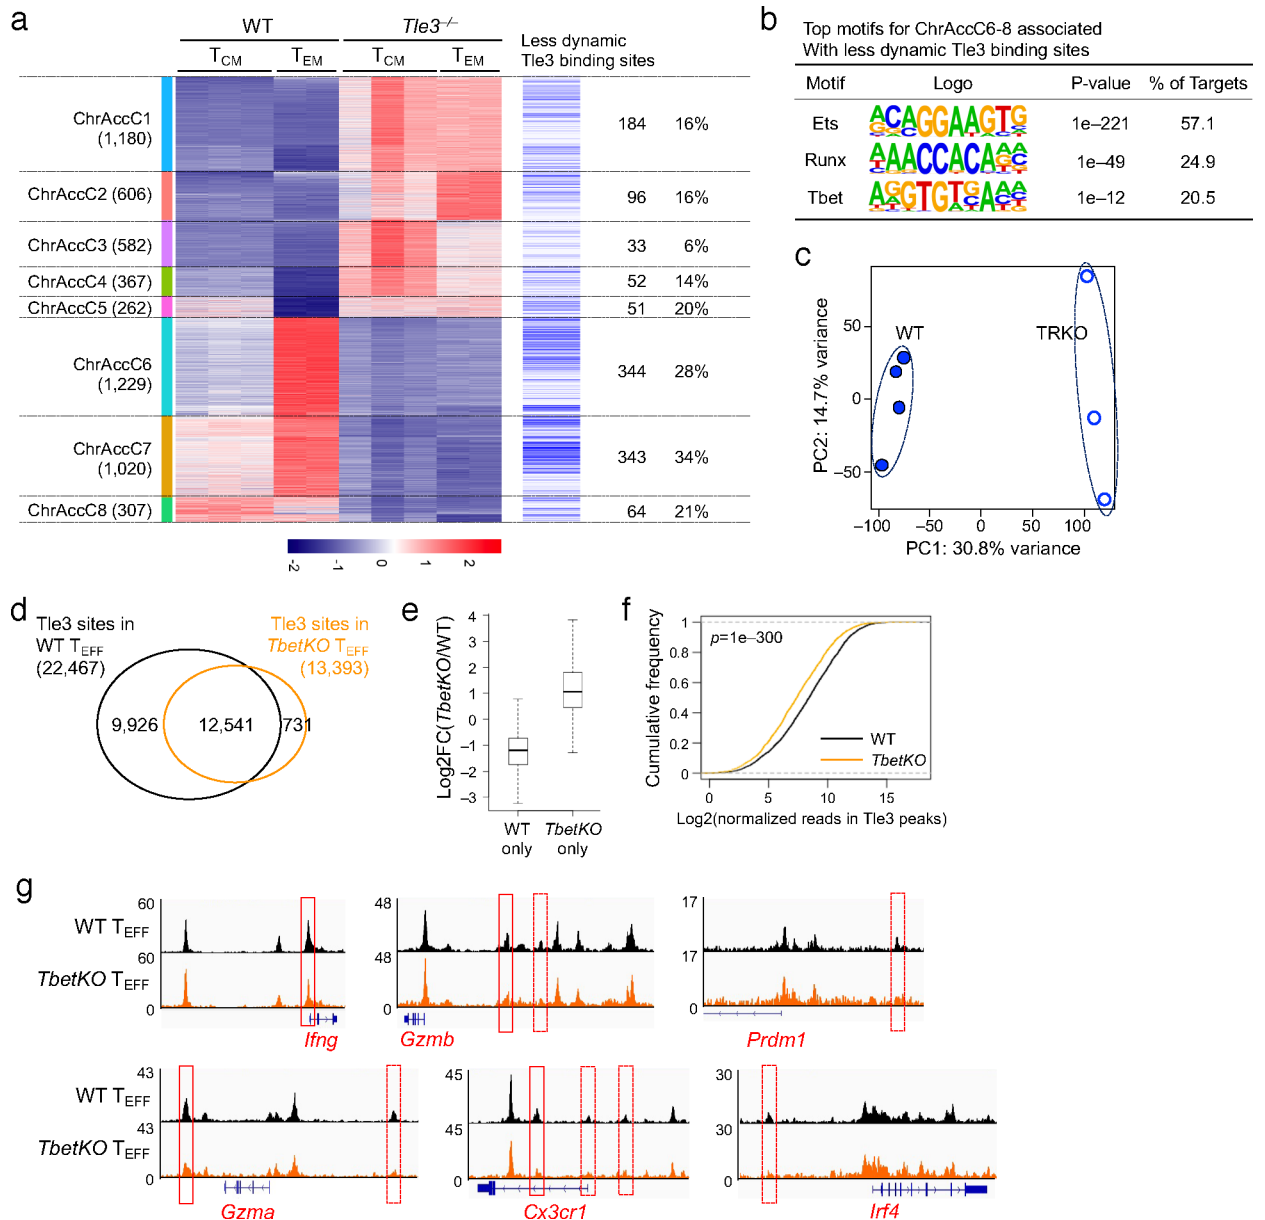 a
WT
Tle3–/–
TCM
TEM
TCM
TEM
Less dynamic
Tle3 binding sites
ChrAccC1
(1,180)
184 16%
ChrAccC2 (606)
96 16%
ChrAccC3 (582)
33 6%
ChrAccC4 (367)
52 14%
ChrAccC5 (262)
51 20%
ChrAccC6
(1,229)
344 28%
ChrAccC7
(1,020)
343 34%
ChrAccC8 (307)
64 21%
-2 -1 0 1 2
b
Top motifs for ChrAccC6-8 associated
With less dynamic Tle3 binding sites
Motif Logo P-value % of Targets
Ets ACAGGAAGTG 1e–221 57.1
Runx AAACCACAAA 1e–49 24.9
Tbet AAGTGTGAAA 1e–12 20.5
c
PC2: 14.7% variance
50
0
–50
WT
TRKO
–100 –50 0 50 100
PC1: 30.8% variance
d
Tle3 sites in
WT TEFF
(22,467)
Tle3 sites in
TbetKO TEFF
(13,393)
9,926 12,541 731
e
Log2FC(TbetKO/WT)
4
3
2
1
0
–1
–2
–3
WT
only
TbetKO
only
f
Cumulative frequency
1
0.8
0.6
0.4
0.2
0
p=1e–300
WT
TbetKO
0 5 10 15
Log2(normalized reads in Tle3 peaks)
g
WT TEFF
TbetKO TEFF
60
60
0
Ifng
48
48
0
Gzmb
17
17
0
Prdm1
WT TEFF
TbetKO TEFF
43
43
0
Gzma
45
45
0
Cx3cr1
30
30
0
Irf4